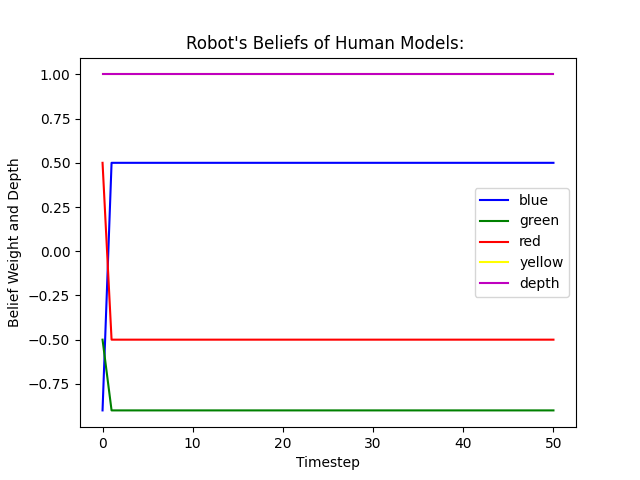 Robot's Beliefs of Human Models:
Belief Weight and Depth
1.00
0.75
0.50
0.25
0.00
−0.25
−0.50
−0.75
blue
green
red
yellow
depth
0 10 20 30 40 50
Timestep